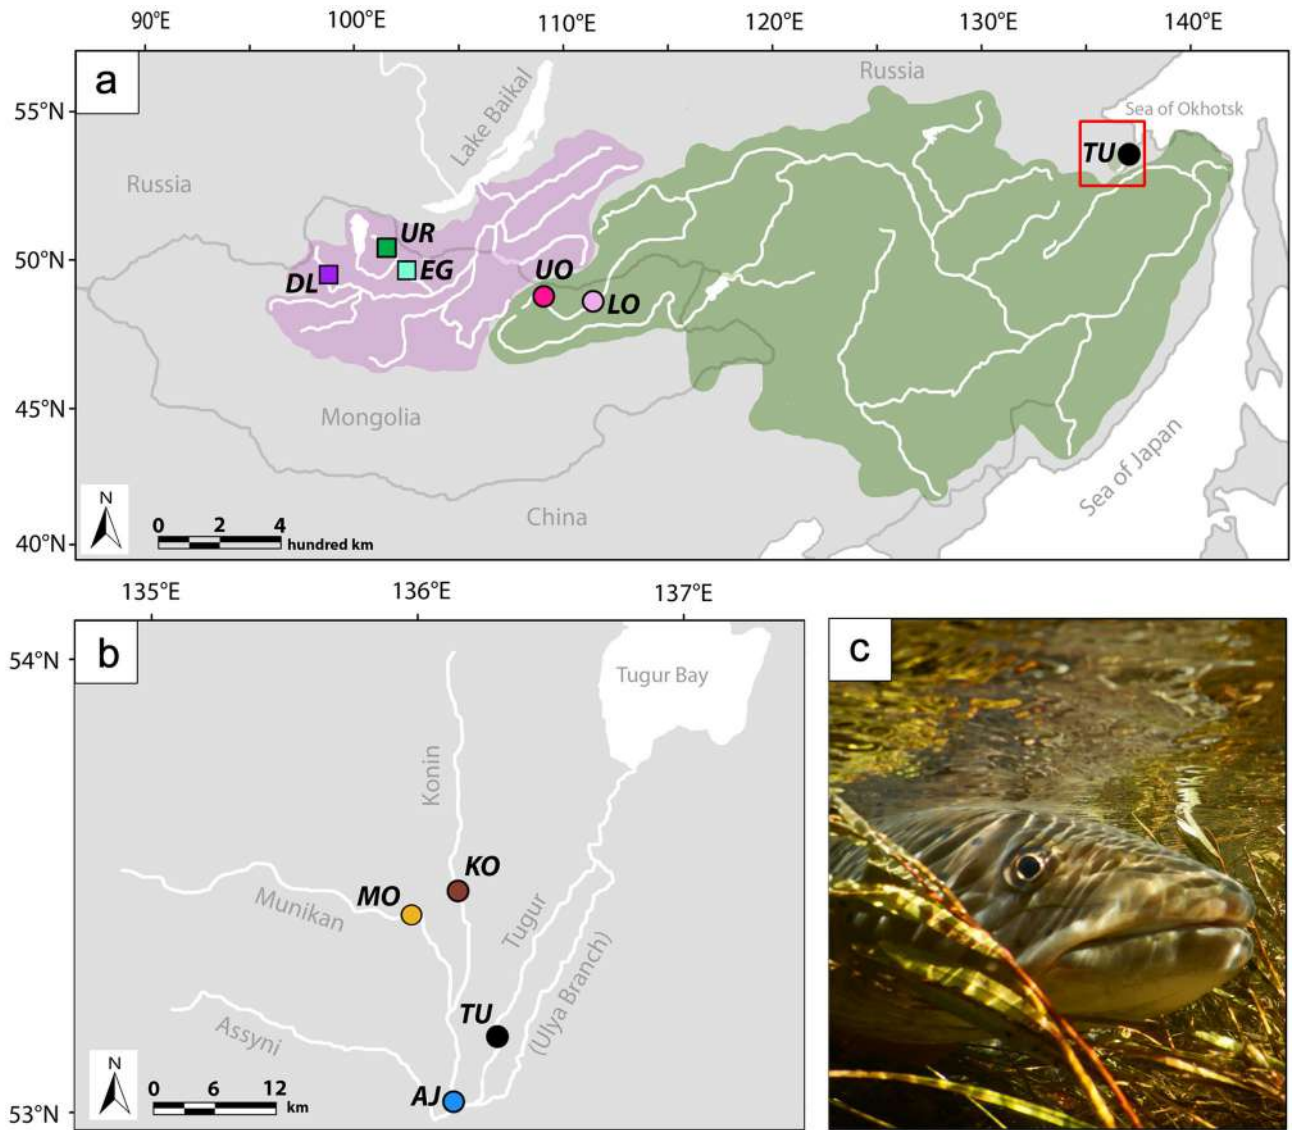 90°E 100°E 110°E 120°E 130°E 140°E
a
55°N
50°N
45°N
40°N
Russia
Lake Baikal
Russia
Sea of Okhotsk
TU
UR
EG
DL
UO
LO
Mongolia
China
Sea of Japan
N
0 2 4
hundred km
135°E 136°E 137°E
b
54°N
53°N
Tugur Bay
Konin
KO
MO
Munikan
Tugur
(Ulya Branch)
TU
Assyni
AJ
N
0 6 12
km
c